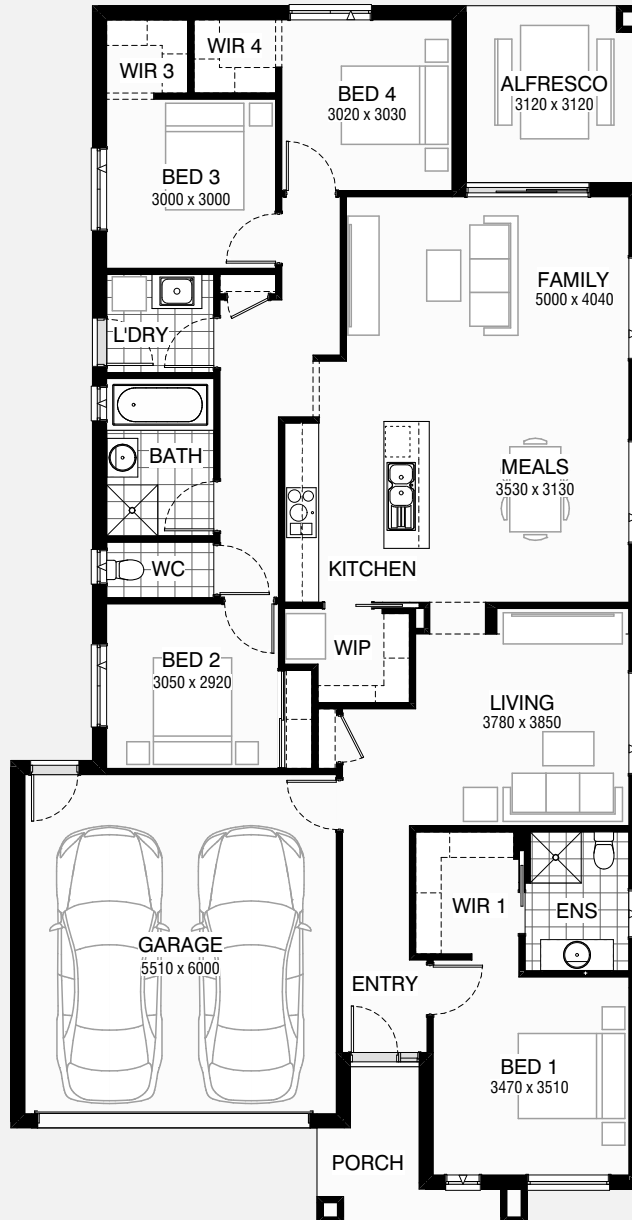 WIR 3
WIR 4
BED 4
3020 x 3030
ALFRESCO
3120 x 3120
BED 3
3000 x 3000
FAMILY
5000 x 4040
L'DRY
BATH
MEALS
3530 x 3130
WC
KITCHEN
BED 2
3050 x 2920
WIP
LIVING
3780 x 3850
WIR 1
ENS
GARAGE
5510 x 6000
ENTRY
BED 1
3470 x 3510
PORCH